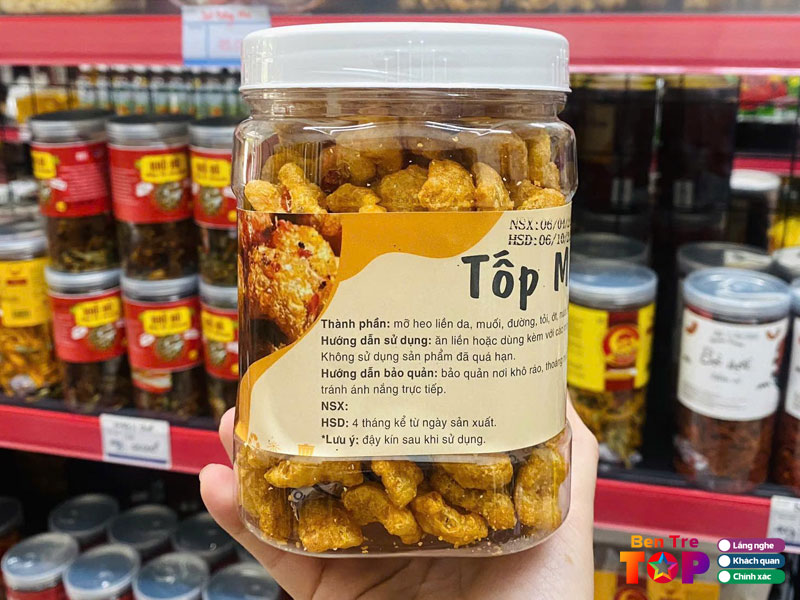 NSX:06/0
HSD:06/10/
Tốp M
Thành phần: mỡ heo liền da, muối, đường, tỏi, ớt,
Hướng dẫn sử dụng: ăn liền hoặc dùng kèm với các
Không sử dụng sản phẩm đã quá hạn.
Hướng dẫn bảo quản: bảo quản nơi khô ráo, thoáng
tránh ánh nắng trực tiếp.
NSX:
HSD: 4 tháng kể từ ngày sản xuất.
*Lưu ý: đậy kín sau khi sử dụng.
Ben Tre
TOP
Lắng nghe
Khách quan
Chính xác